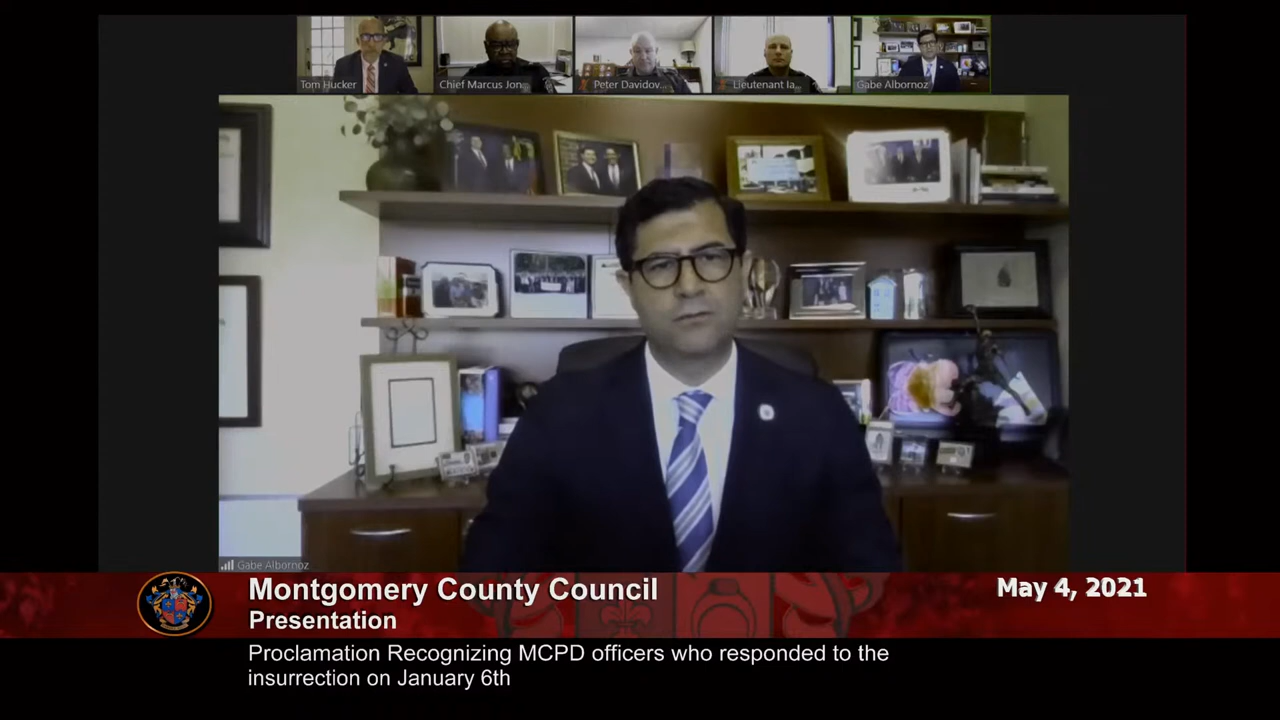 Tom Hucker
Chief Marcus Jon...
Peter Davidov...
Lieutenant Ia...
Gabe Albornoz
Gabe Albornoz
Montgomery County Council
May 4, 2021
Presentation
Proclamation Recognizing MCPD officers who responded to the
insurrection on January 6th